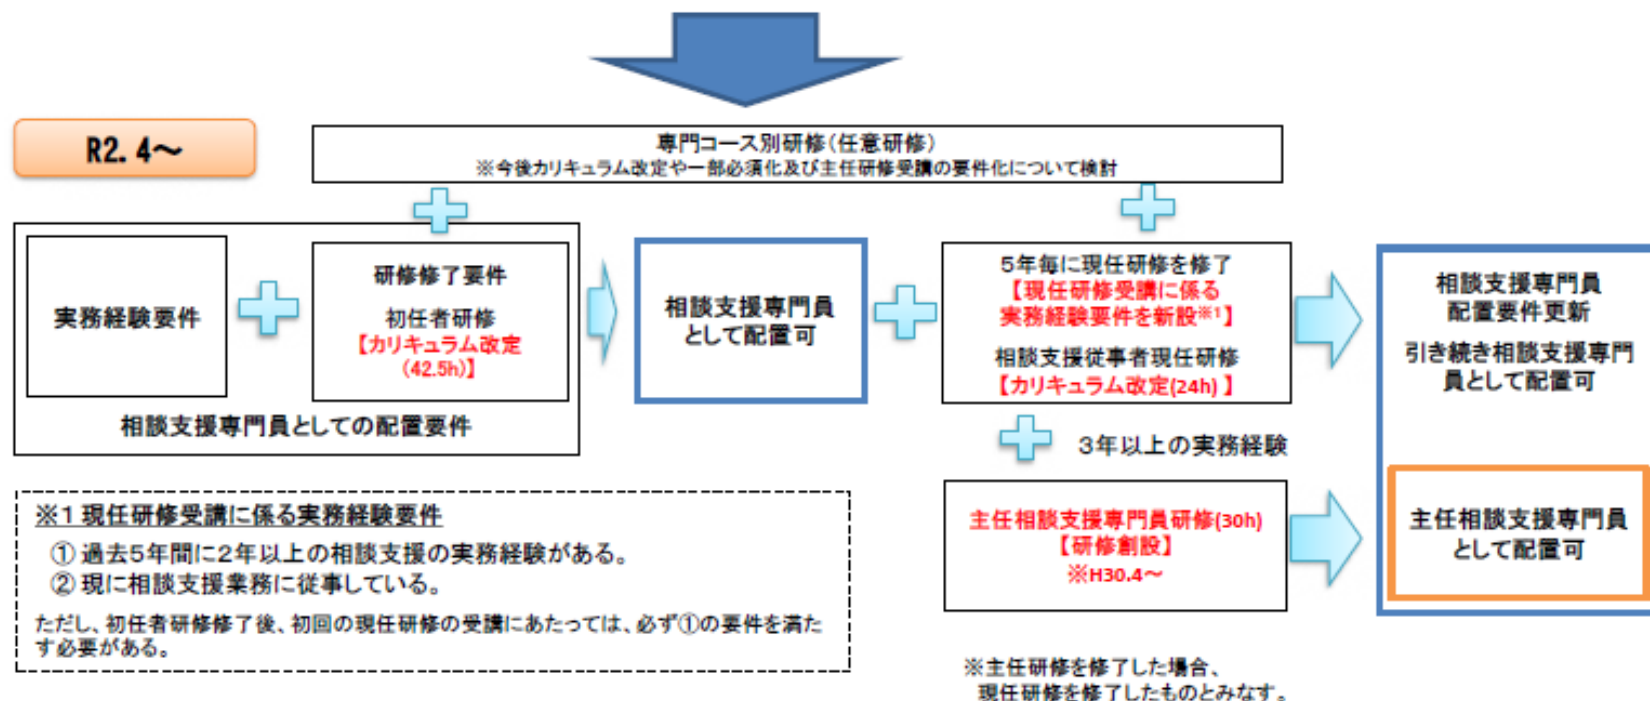 R2.4～
専門コース別研修（任意研修）
※今後カリキュラム改定や一部必須化及び主任研修受講の要件化について検討
実務経験要件
研修修了要件
初任者研修
【カリキュラム改定
（42.5h）】
相談支援専門員としての配置要件
相談支援専門員
として配置可
5年毎に現任研修を修了
【現任研修受講に係る
実務経験要件を新設※1】
相談支援従事者現任研修
【カリキュラム改定(24h) 】
相談支援専門員
配置要件更新
引き続き相談支援専門
員として配置可
3年以上の実務経験
主任相談支援専門員研修(30h)
【研修創設】
※H30.4～
主任相談支援専門員
として配置可
※1 現任研修受講に係る実務経験要件
① 過去5年間に2年以上の相談支援の実務経験がある。
② 現に相談支援業務に従事している。
ただし、初任者研修修了後、初回の現任研修の受講にあたっては、必ず①の要件を満た
す必要がある。
※主任研修を修了した場合、
現任研修を修了したものとみなす。